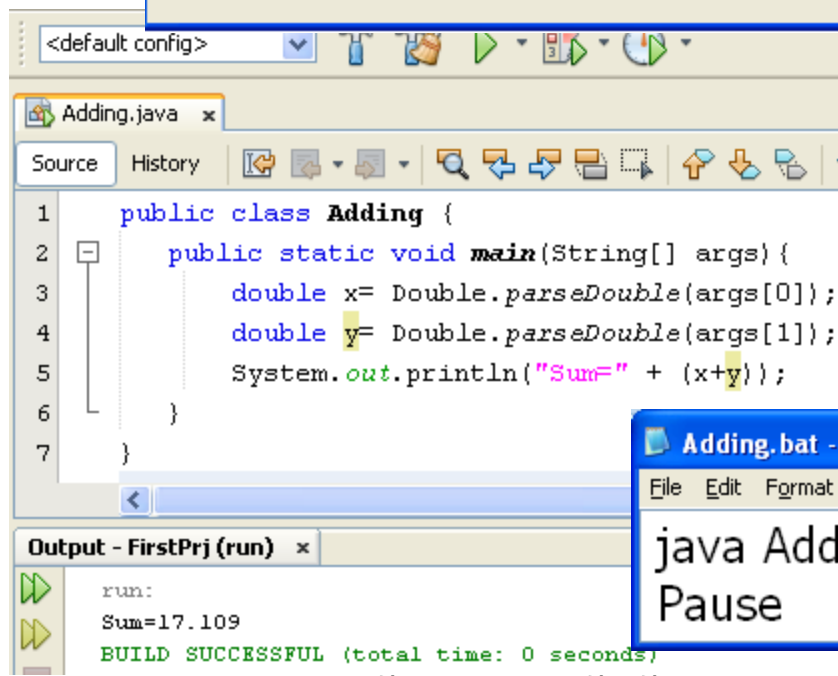 <default config>
Adding.java x
Source History
1 public class Adding {
2 public static void main(String[] args){
3 double x= Double.parseDouble(args[0]);
4 double y= Double.parseDouble(args[1]);
5 System.out.println("Sum=" + (x+y));
6 }
7 }
Adding.bat -
File Edit Format
java Add
Pause
Output - FirstPrj (run) x
run:
Sum=17.109
BUILD SUCCESSFUL (total time: 0 seconds)